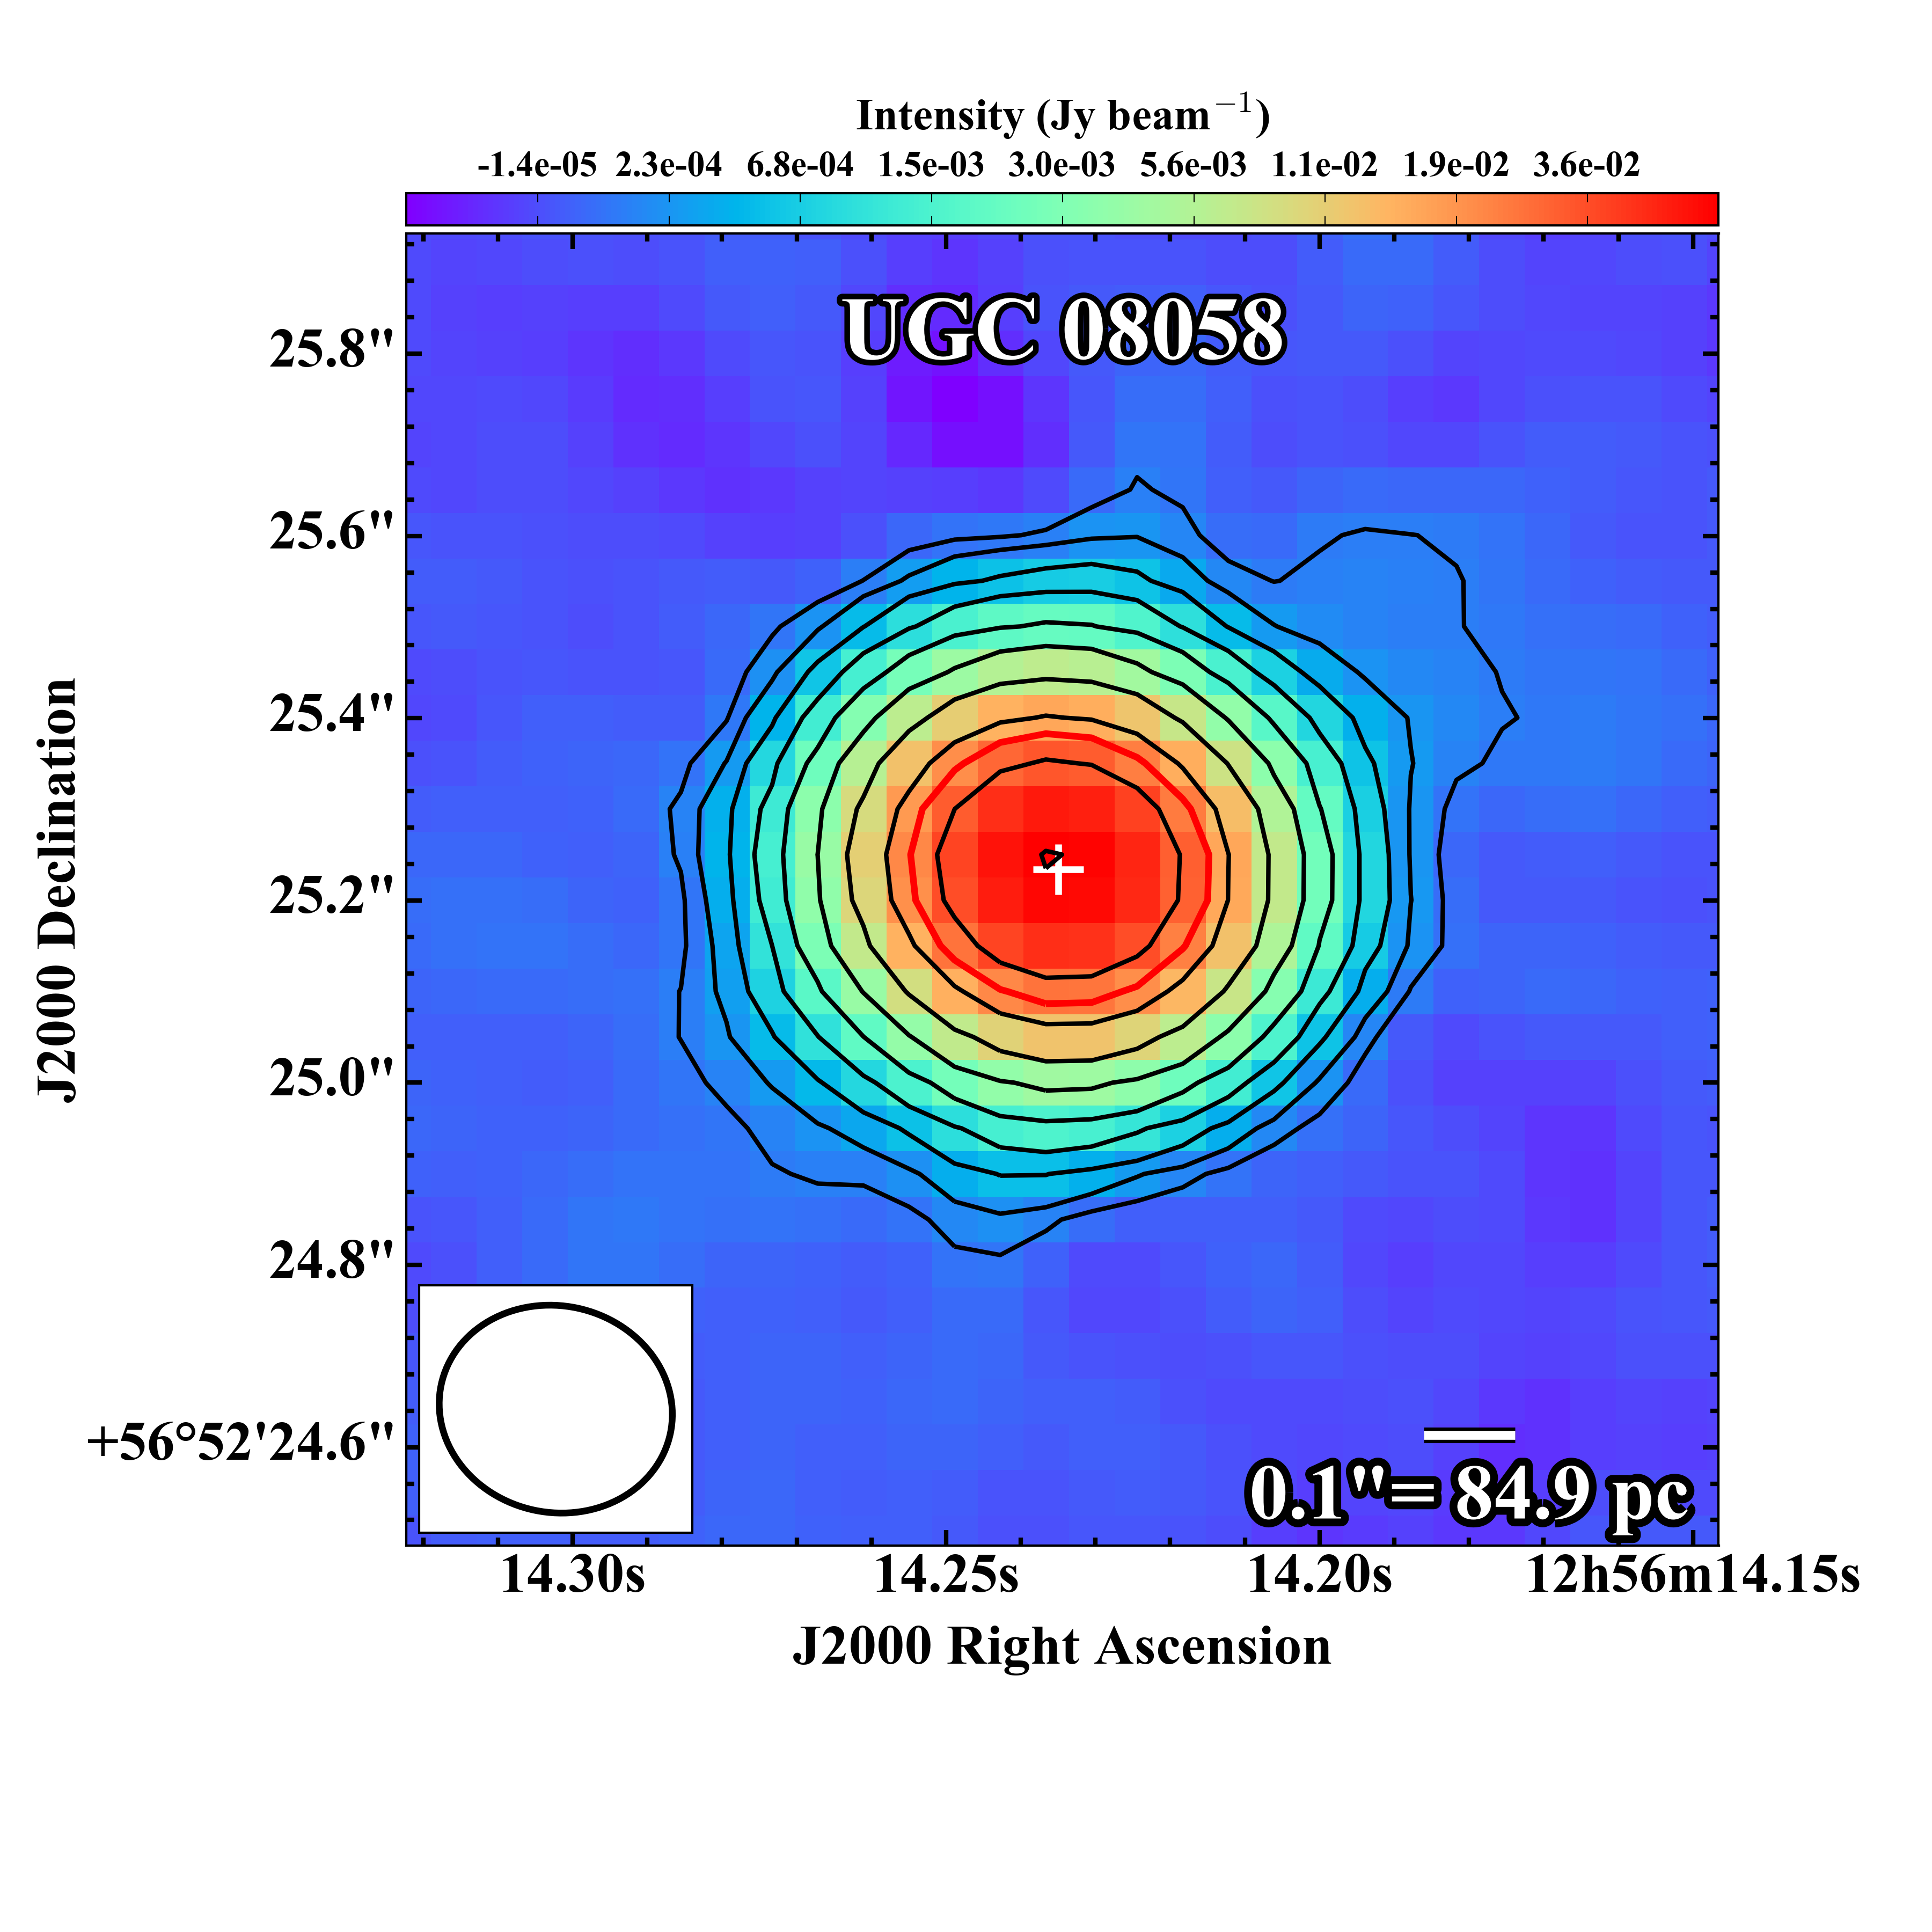 Intensity (Jy beam⁻¹)
-1.4e-05 2.3e-04 6.8e-04 1.5e-03 3.0e-03 5.6e-03 1.1e-02 1.9e-02 3.6e-02
UGC 08058
25.8"
25.6"
25.4"
25.2"
25.0"
24.8"
+56°52'24.6"
J2000 Declination
0.1"= 84.9 pc
14.30s 14.25s 14.20s 12h56m14.15s
J2000 Right Ascension